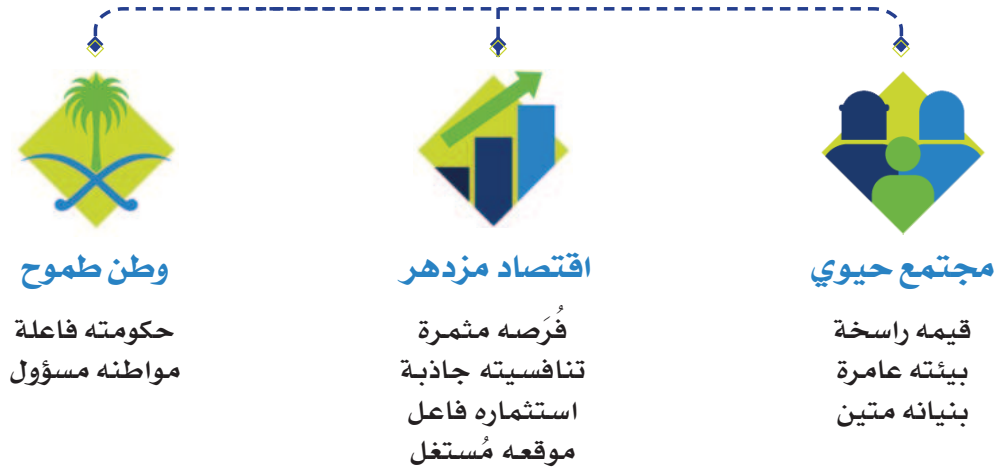 مجتمع حيوي
قيمه راسخة
بيئته عامرة
بنيانه متين
اقتصاد مزدهر
فُرَصه مثمرة
تنافسيته جاذبة
استثماره فاعل
موقعه مُستغل
وطن طموح
حكومته فاعلة
مواطنه مسؤول